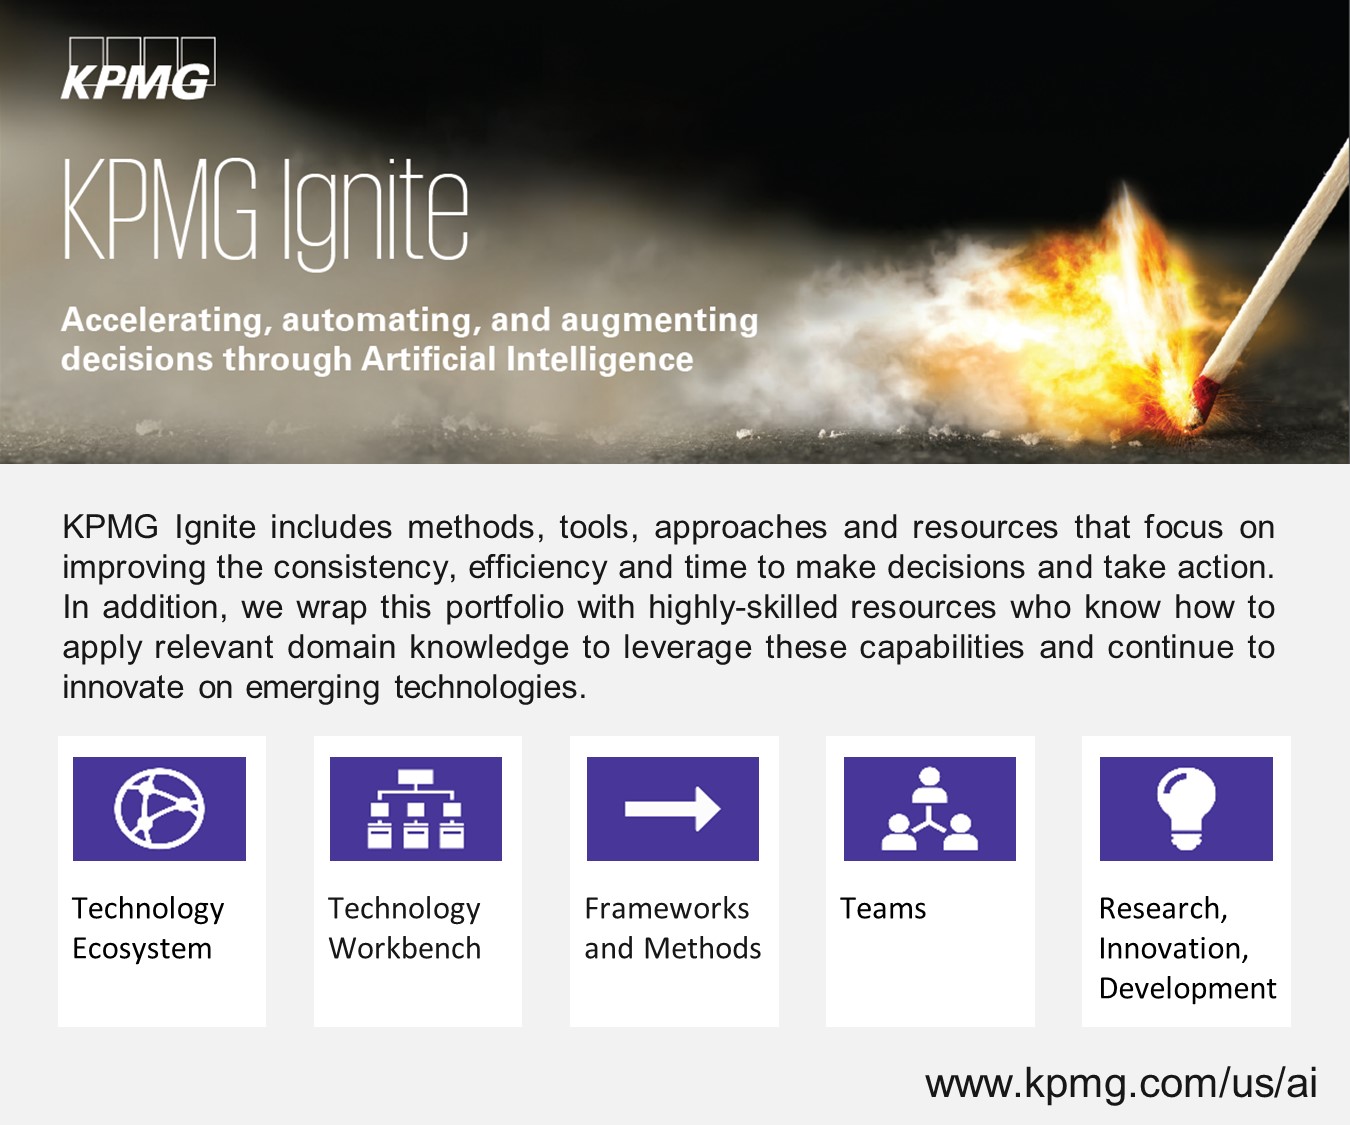 KPMG
KPMG Ignite
Accelerating, automating, and augmenting
decisions through Artificial Intelligence
KPMG Ignite includes methods, tools, approaches and resources that focus on
improving the consistency, efficiency and time to make decisions and take action.
In addition, we wrap this portfolio with highly-skilled resources who know how to
apply relevant domain knowledge to leverage these capabilities and continue to
innovate on emerging technologies.
Technology
Ecosystem
Technology
Workbench
Frameworks
and Methods
Teams
Research,
Innovation,
Development
www.kpmg.com/us/ai